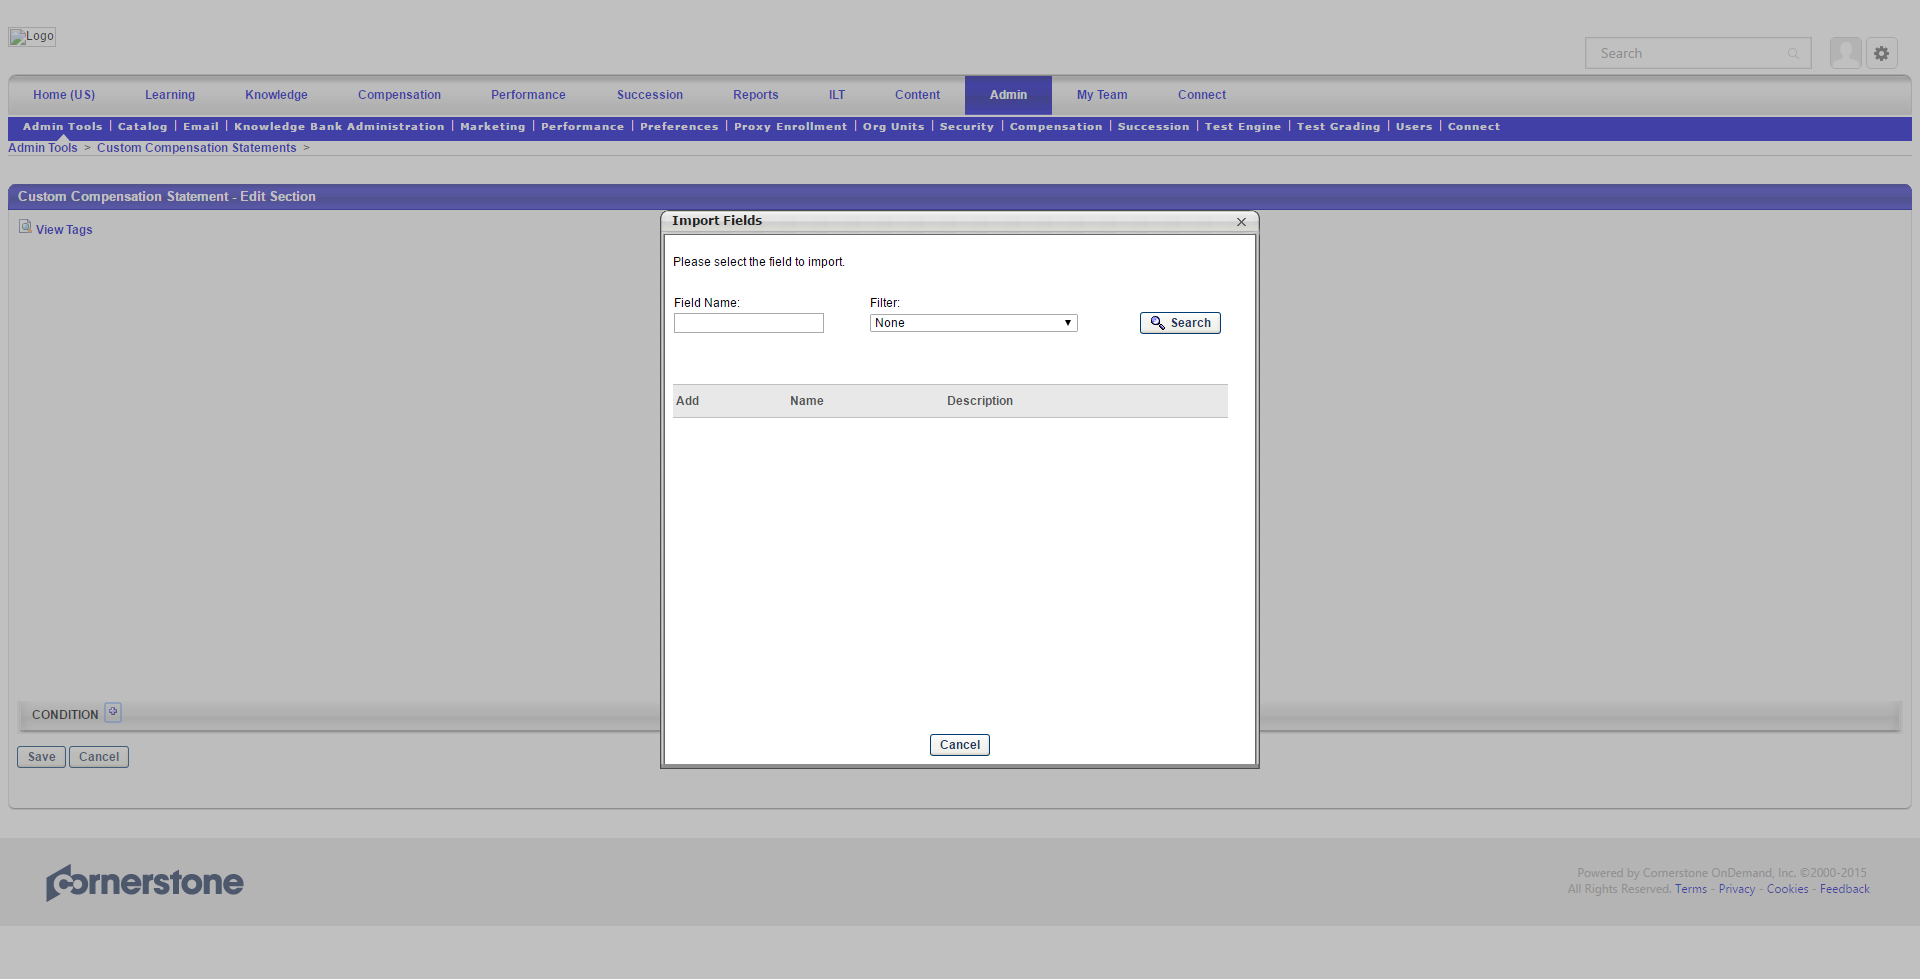 Logo
Search
Home (US) Learning Knowledge Compensation Performance Succession Reports ILT Content Admin My Team Connect
Admin Tools | Catalog | Email | Knowledge Bank Administration | Marketing | Performance | Preferences | Proxy Enrollment | Org Units | Security | Compensation | Succession | Test Engine | Test Grading | Users | Connect
Admin Tools > Custom Compensation Statements >
Custom Compensation Statement - Edit Section
View Tags
Import Fields
Please select the field to import.
Field Name: Filter:
None Search
Add Name Description
Cancel
CONDITION
Save Cancel
Cornerstone
Powered by Cornerstone OnDemand, Inc. ©2000-2015
All Rights Reserved. Terms - Privacy - Cookies - Feedback